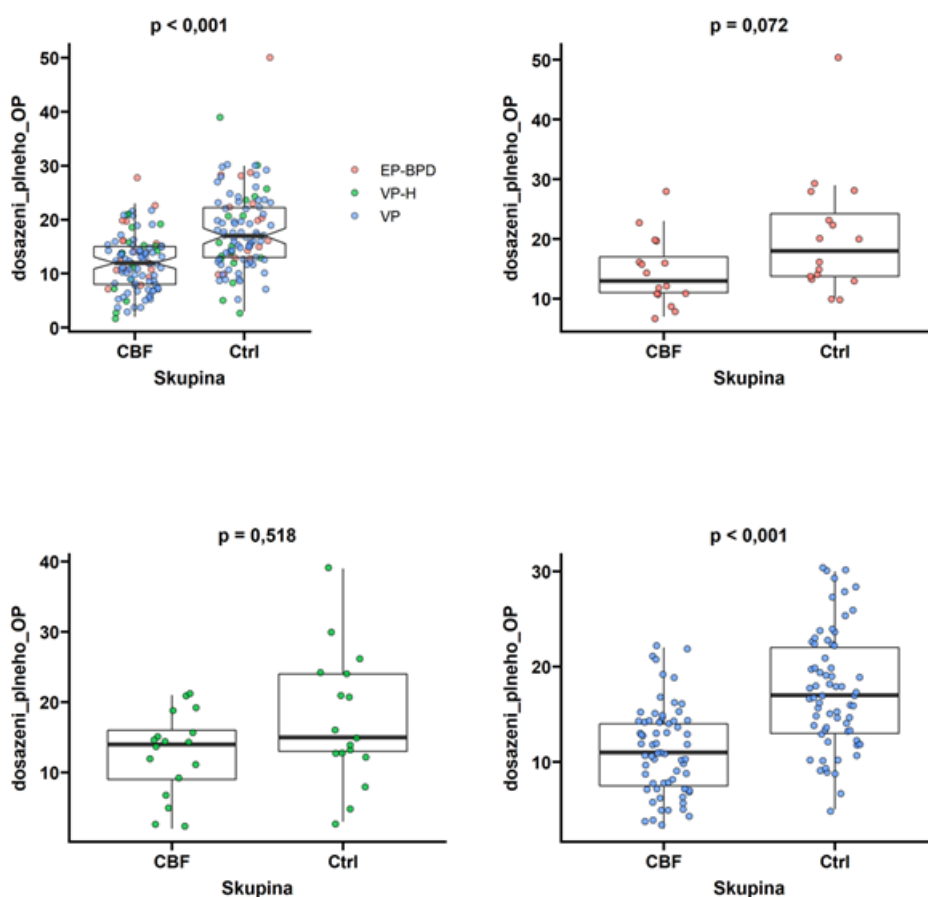 p < 0,001
dosazeni_plneho_OP
50
40
30
20
10
0
CBF Ctrl
Skupina
EP-BPD
VP-H
VP
p = 0,072
dosazeni_plneho_OP
50
40
30
20
10
CBF Ctrl
Skupina
p = 0,518
dosazeni_plneho_OP
40
30
20
10
CBF Ctrl
Skupina
p < 0,001
dosazeni_plneho_OP
30
20
10
CBF Ctrl
Skupina